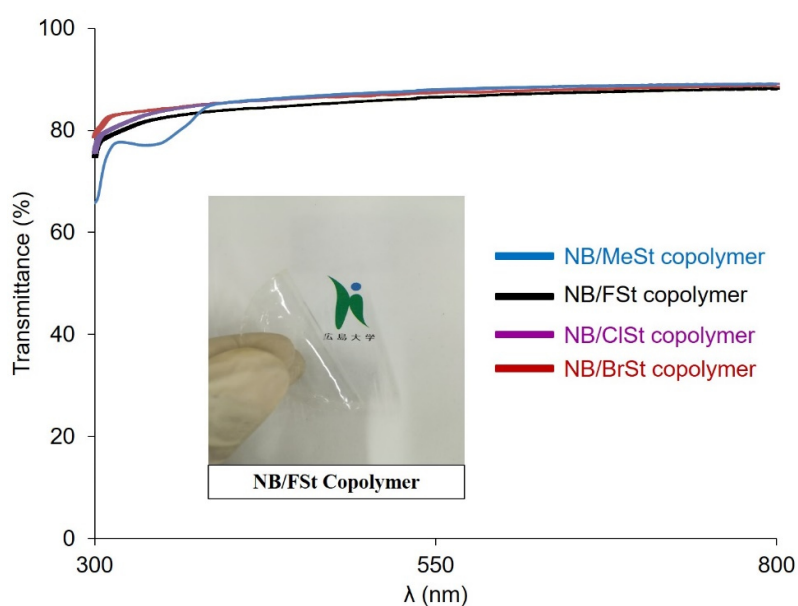 100
80
60
40
20
0
Transmittance (%)
300
550
800
λ (nm)
NB/MeSt copolymer
NB/FSt copolymer
NB/ClSt copolymer
NB/BrSt copolymer
広島大学
NB/FSt Copolymer